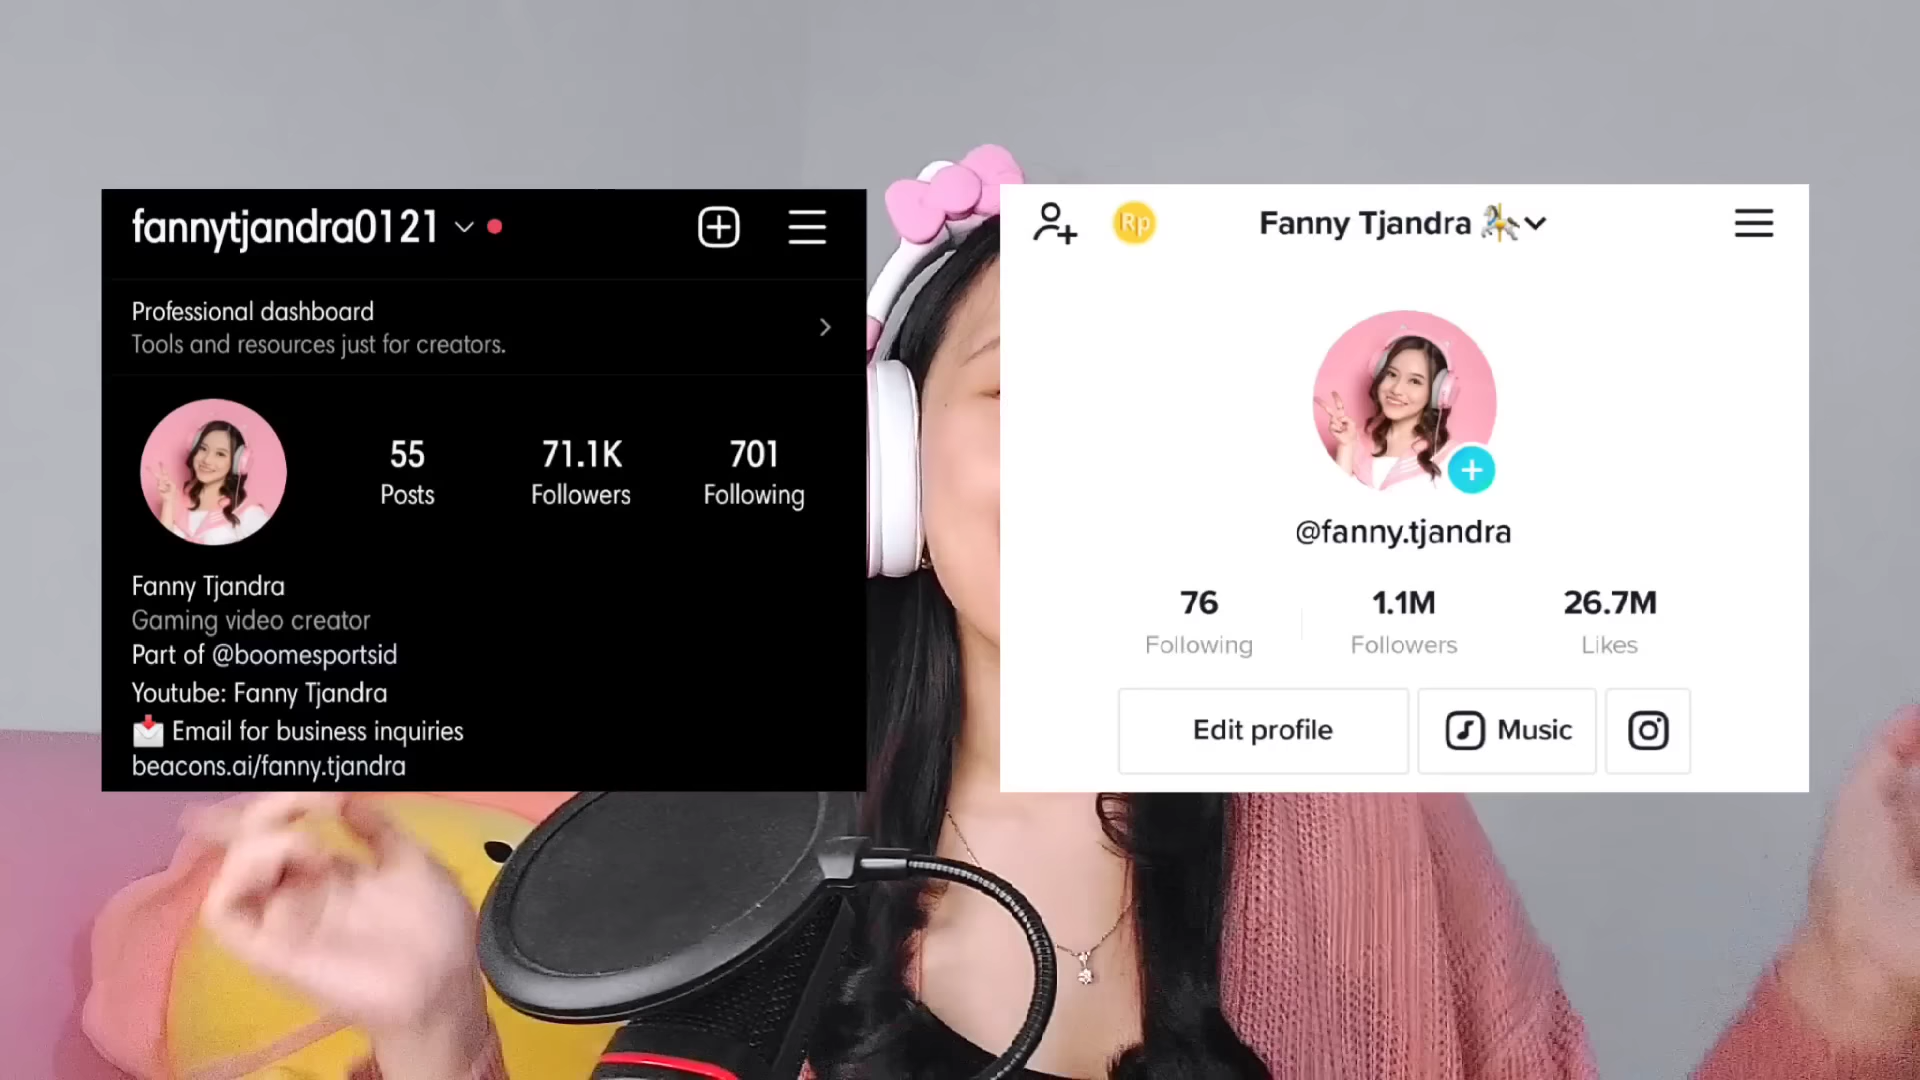 fannytjandra0121
Professional dashboard
Tools and resources just for creators.
55 71.1K 701
Posts Followers Following
Fanny Tjandra
Gaming video creator
Part of @boomesportsid
Youtube: Fanny Tjandra
📩 Email for business inquiries
beacons.ai/fanny.tjandra
Rp Fanny Tjandra 🎠
@fanny.tjandra
76 1.1M 26.7M
Following Followers Likes
Edit profile Music